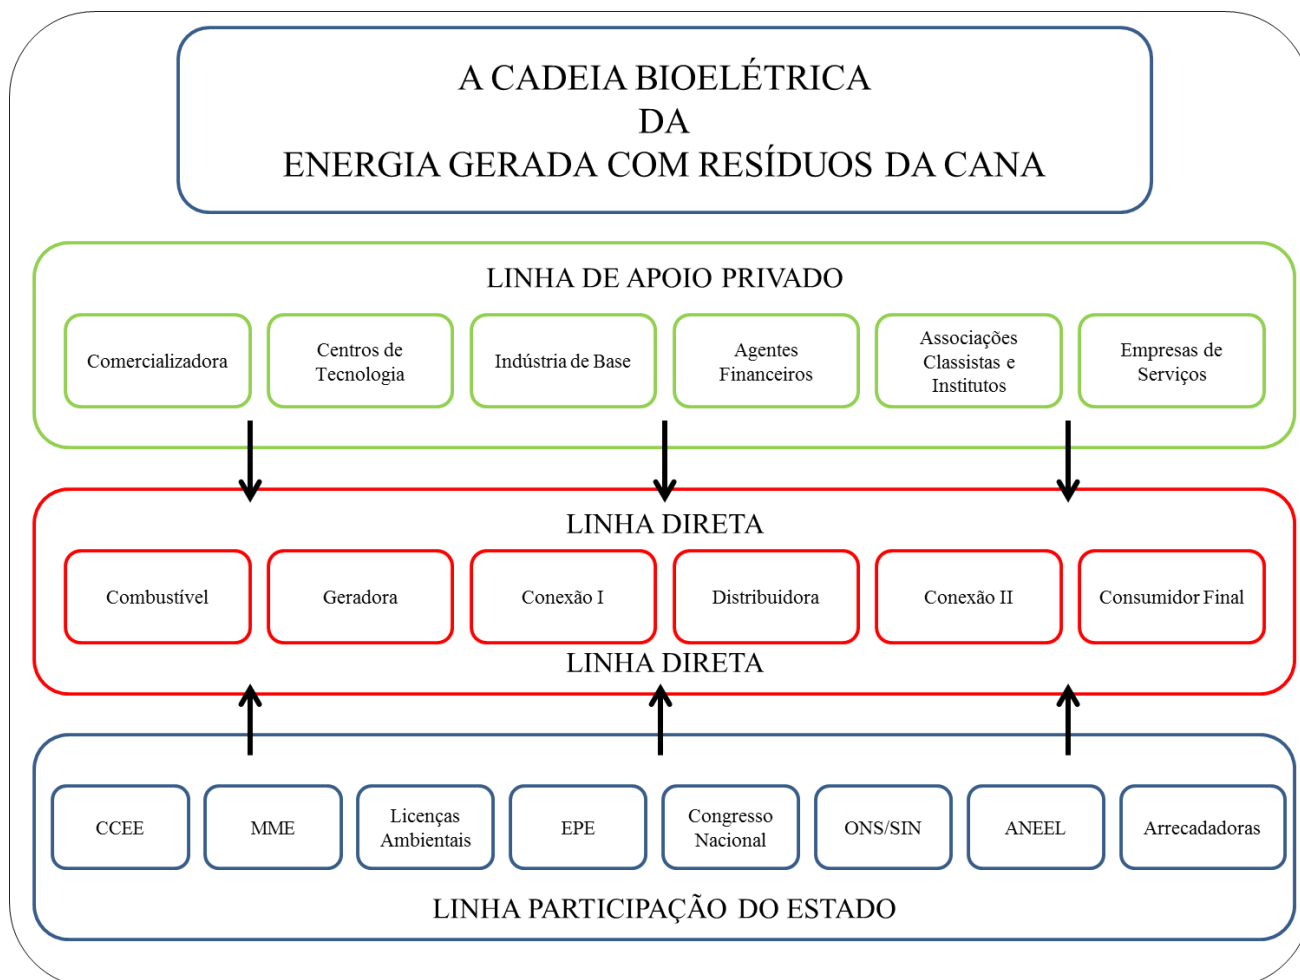 A CADEIA BIOELÉTRICA
DA
ENERGIA GERADA COM RESÍDUOS DA CANA
LINHA DE APOIO PRIVADO
Comercializadora
Centros de
Tecnologia
Indústria de Base
Agentes
Financeiros
Associações
Classistas e
Institutos
Empresas de
Serviços
LINHA DIRETA
Combustível
Geradora
Conexão I
Distribuidora
Conexão II
Consumidor Final
LINHA DIRETA
CCEE
MME
Licenças
Ambientais
EPE
Congresso
Nacional
ONS/SIN
ANEEL
Arrecadadoras
LINHA PARTICIPAÇÃO DO ESTADO